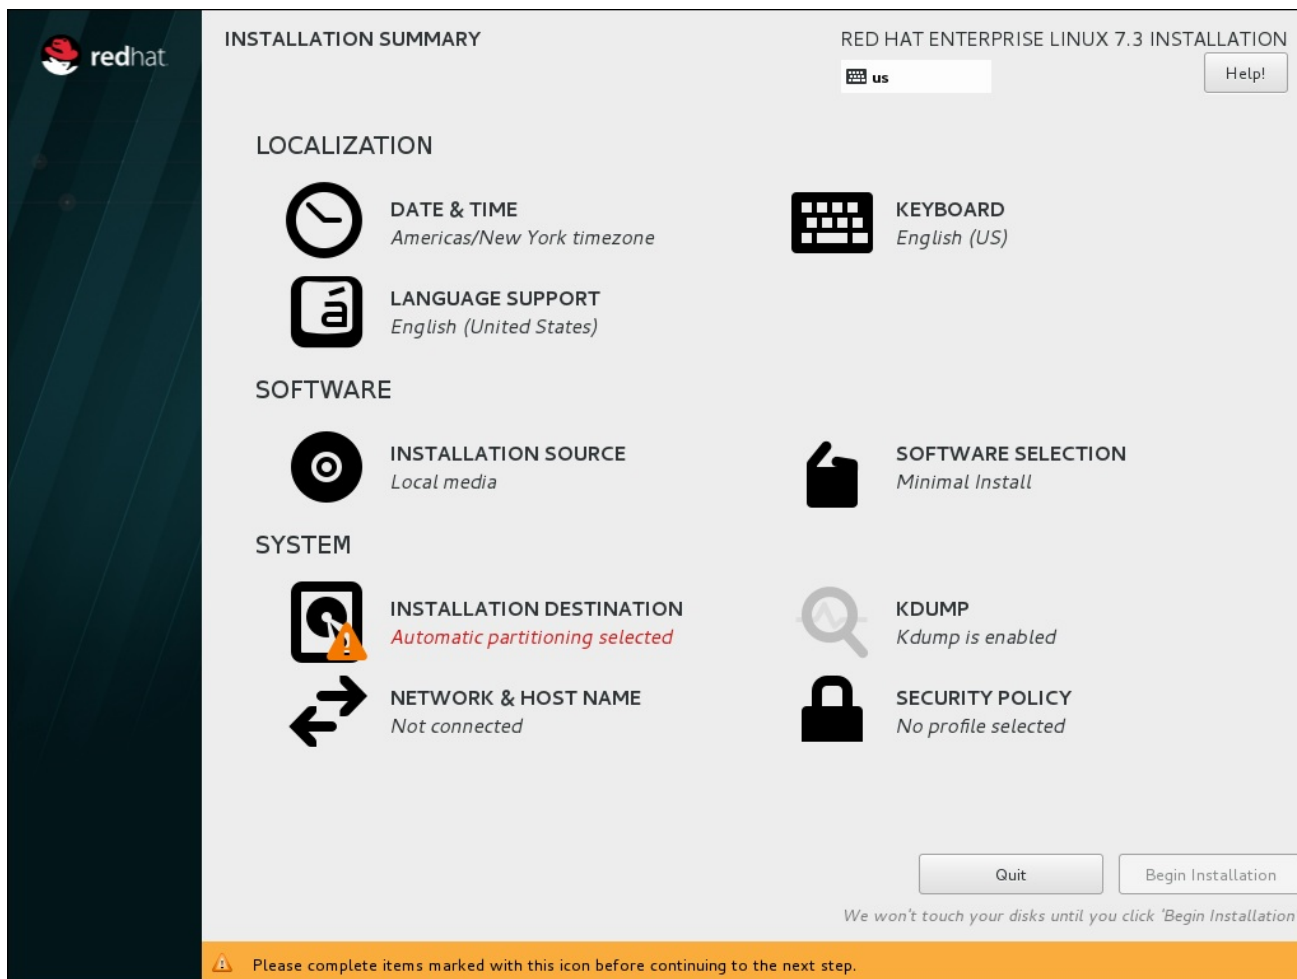 redhat
INSTALLATION SUMMARY
RED HAT ENTERPRISE LINUX 7.3 INSTALLATION
us
Help!
LOCALIZATION
DATE & TIME
Americas/New York timezone
KEYBOARD
English (US)
á
LANGUAGE SUPPORT
English (United States)
SOFTWARE
INSTALLATION SOURCE
Local media
SOFTWARE SELECTION
Minimal Install
SYSTEM
INSTALLATION DESTINATION
Automatic partitioning selected
KDUMP
Kdump is enabled
NETWORK & HOST NAME
Not connected
SECURITY POLICY
No profile selected
Quit
Begin Installation
We won't touch your disks until you click 'Begin Installation
Please complete items marked with this icon before continuing to the next step.